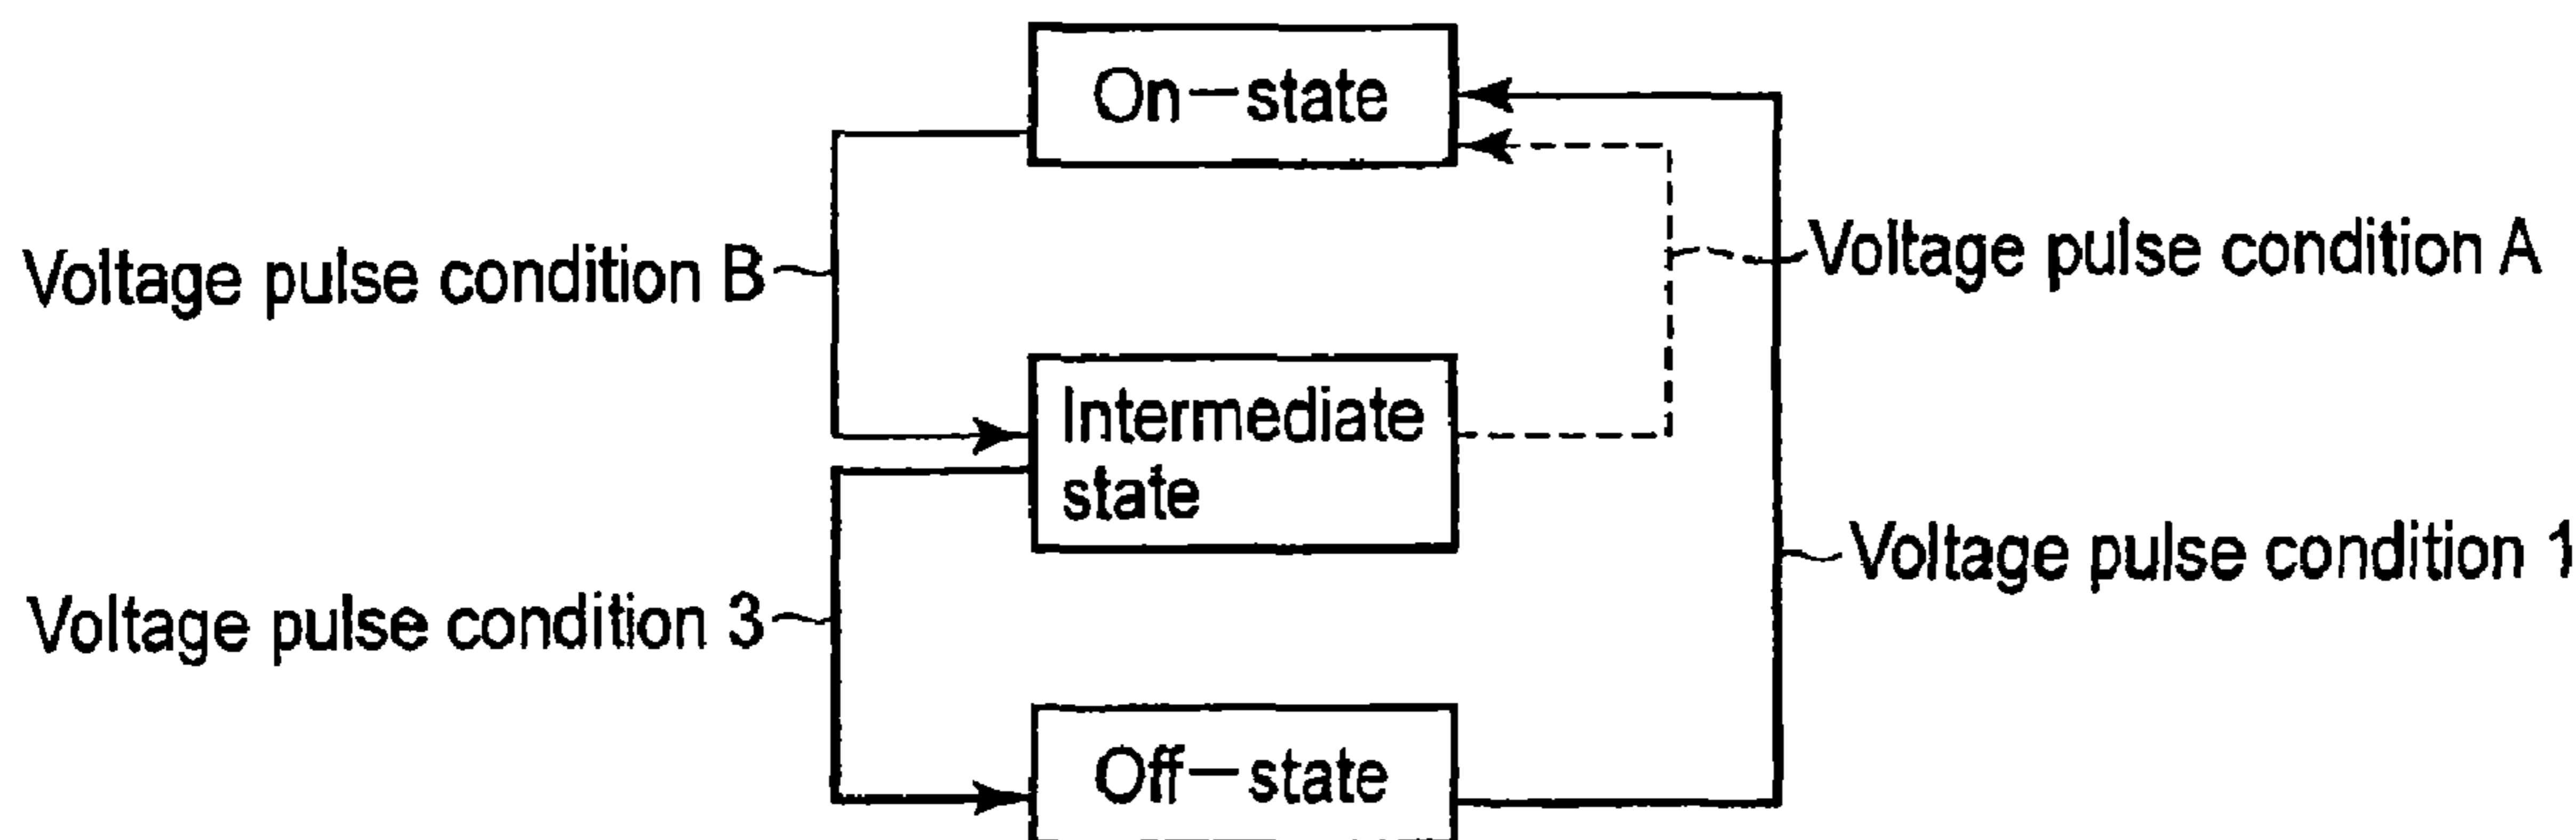 On-state
Voltage pulse condition B
Voltage pulse condition A
Intermediate
state
Voltage pulse condition 1
Voltage pulse condition 3
Off-state